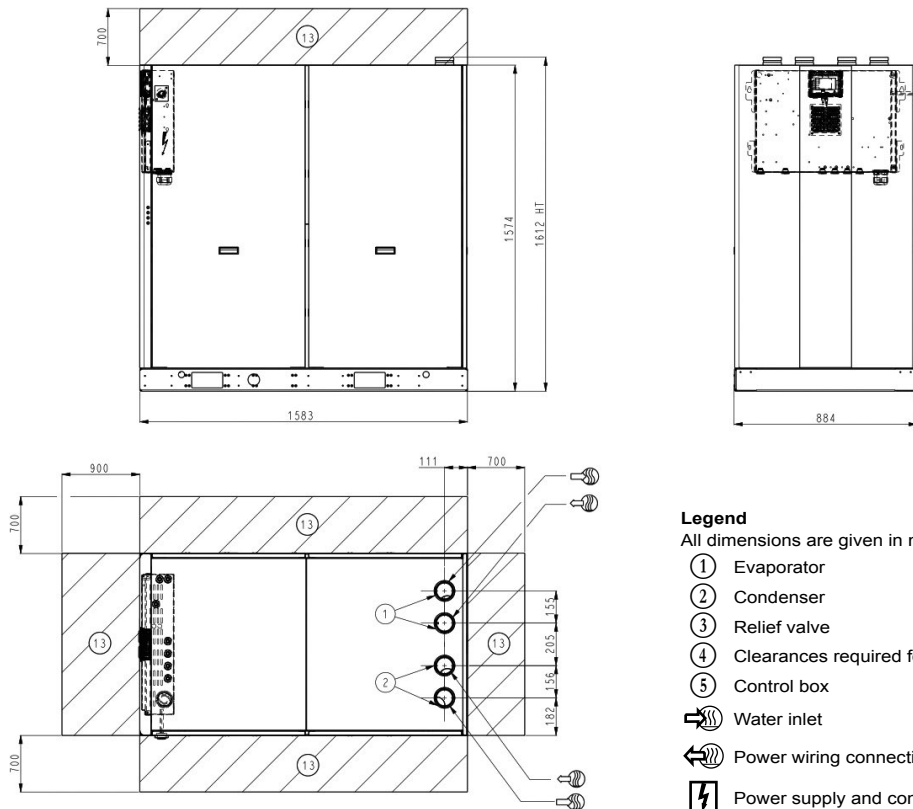 700
13
1574
1612 HT
1583
884
900
111
700
700
13
1
155
205
13
13
2
156
182
700
13
Legend
All dimensions are given in
1 Evaporator
2 Condenser
3 Relief valve
4 Clearances required
5 Control box
Water inlet
Power wiring
Power supply and